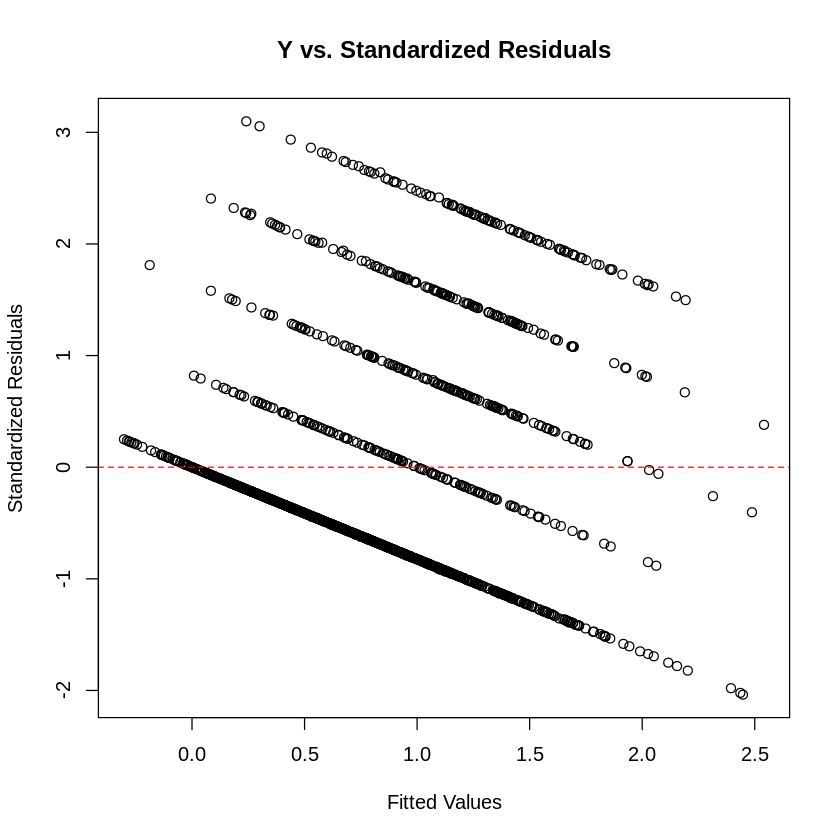 Y vs. Standardized Residuals
3
2
1
0
-1
-2
Standardized Residuals
0.0 0.5 1.0 1.5 2.0 2.5
Fitted Values